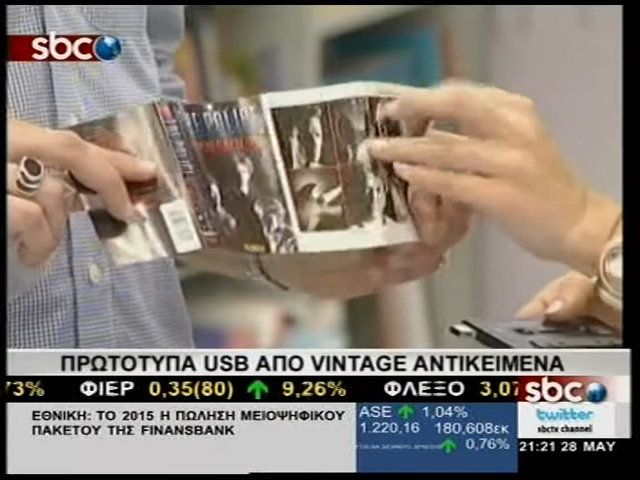 sbc
ΠΡΩΤΟΤΥΠΑ USB ΑΠΟ VINTAGE ΑΝΤΙΚΕΙΜΕΝΑ
73% ΦΙΕΡ 0,35(80) 9,26% ΦΛΕΞΟ 3,07
sbc
ΕΘΝΙΚΗ: ΤΟ 2015 Η ΠΩΛΗΣΗ ΜΕΙΟΨΗΦΙΚΟΥ
ΠΑΚΕΤΟΥ ΤΗΣ FINANSBANK
ASE 1,04%
1.220,16 180,608εκ
0,76%
twitter
sbctv channel
21:21 28 MAY